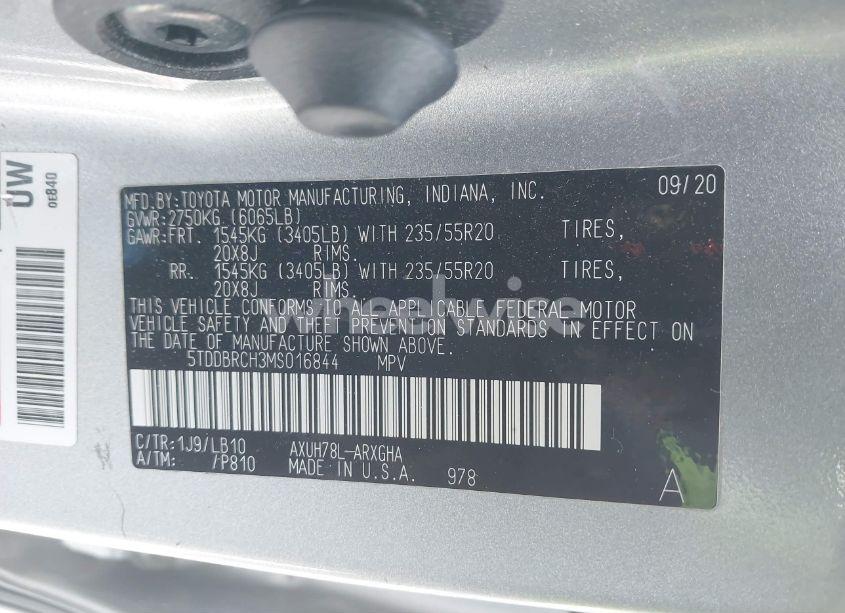 MFD.BY:TOYOTA MOTOR MANUFACTURING, INDIANA, INC. 09/20
GVWR:2750KG (6065LB)
GAWR:FRT. 1545KG (3405LB) WITH 235/55R20 TIRES,
20X8J RIMS.
RR. 1545KG (3405LB) WITH 235/55R20 TIRES,
20X8J RIMS.
THIS VEHICLE CONFORMS TO ALL APPLICABLE FEDERAL MOTOR
VEHICLE SAFETY AND THEFT PREVENTION STANDARDS IN EFFECT ON
THE DATE OF MANUFACTURE SHOWN ABOVE.
5TDDBRCH3MS016844 MPV
C/TR:1J9/LB10 AXUH78L-ARXGHA
A/TM: /P810 MADE IN U.S.A. 978 A
UW
0E840
wheelwire